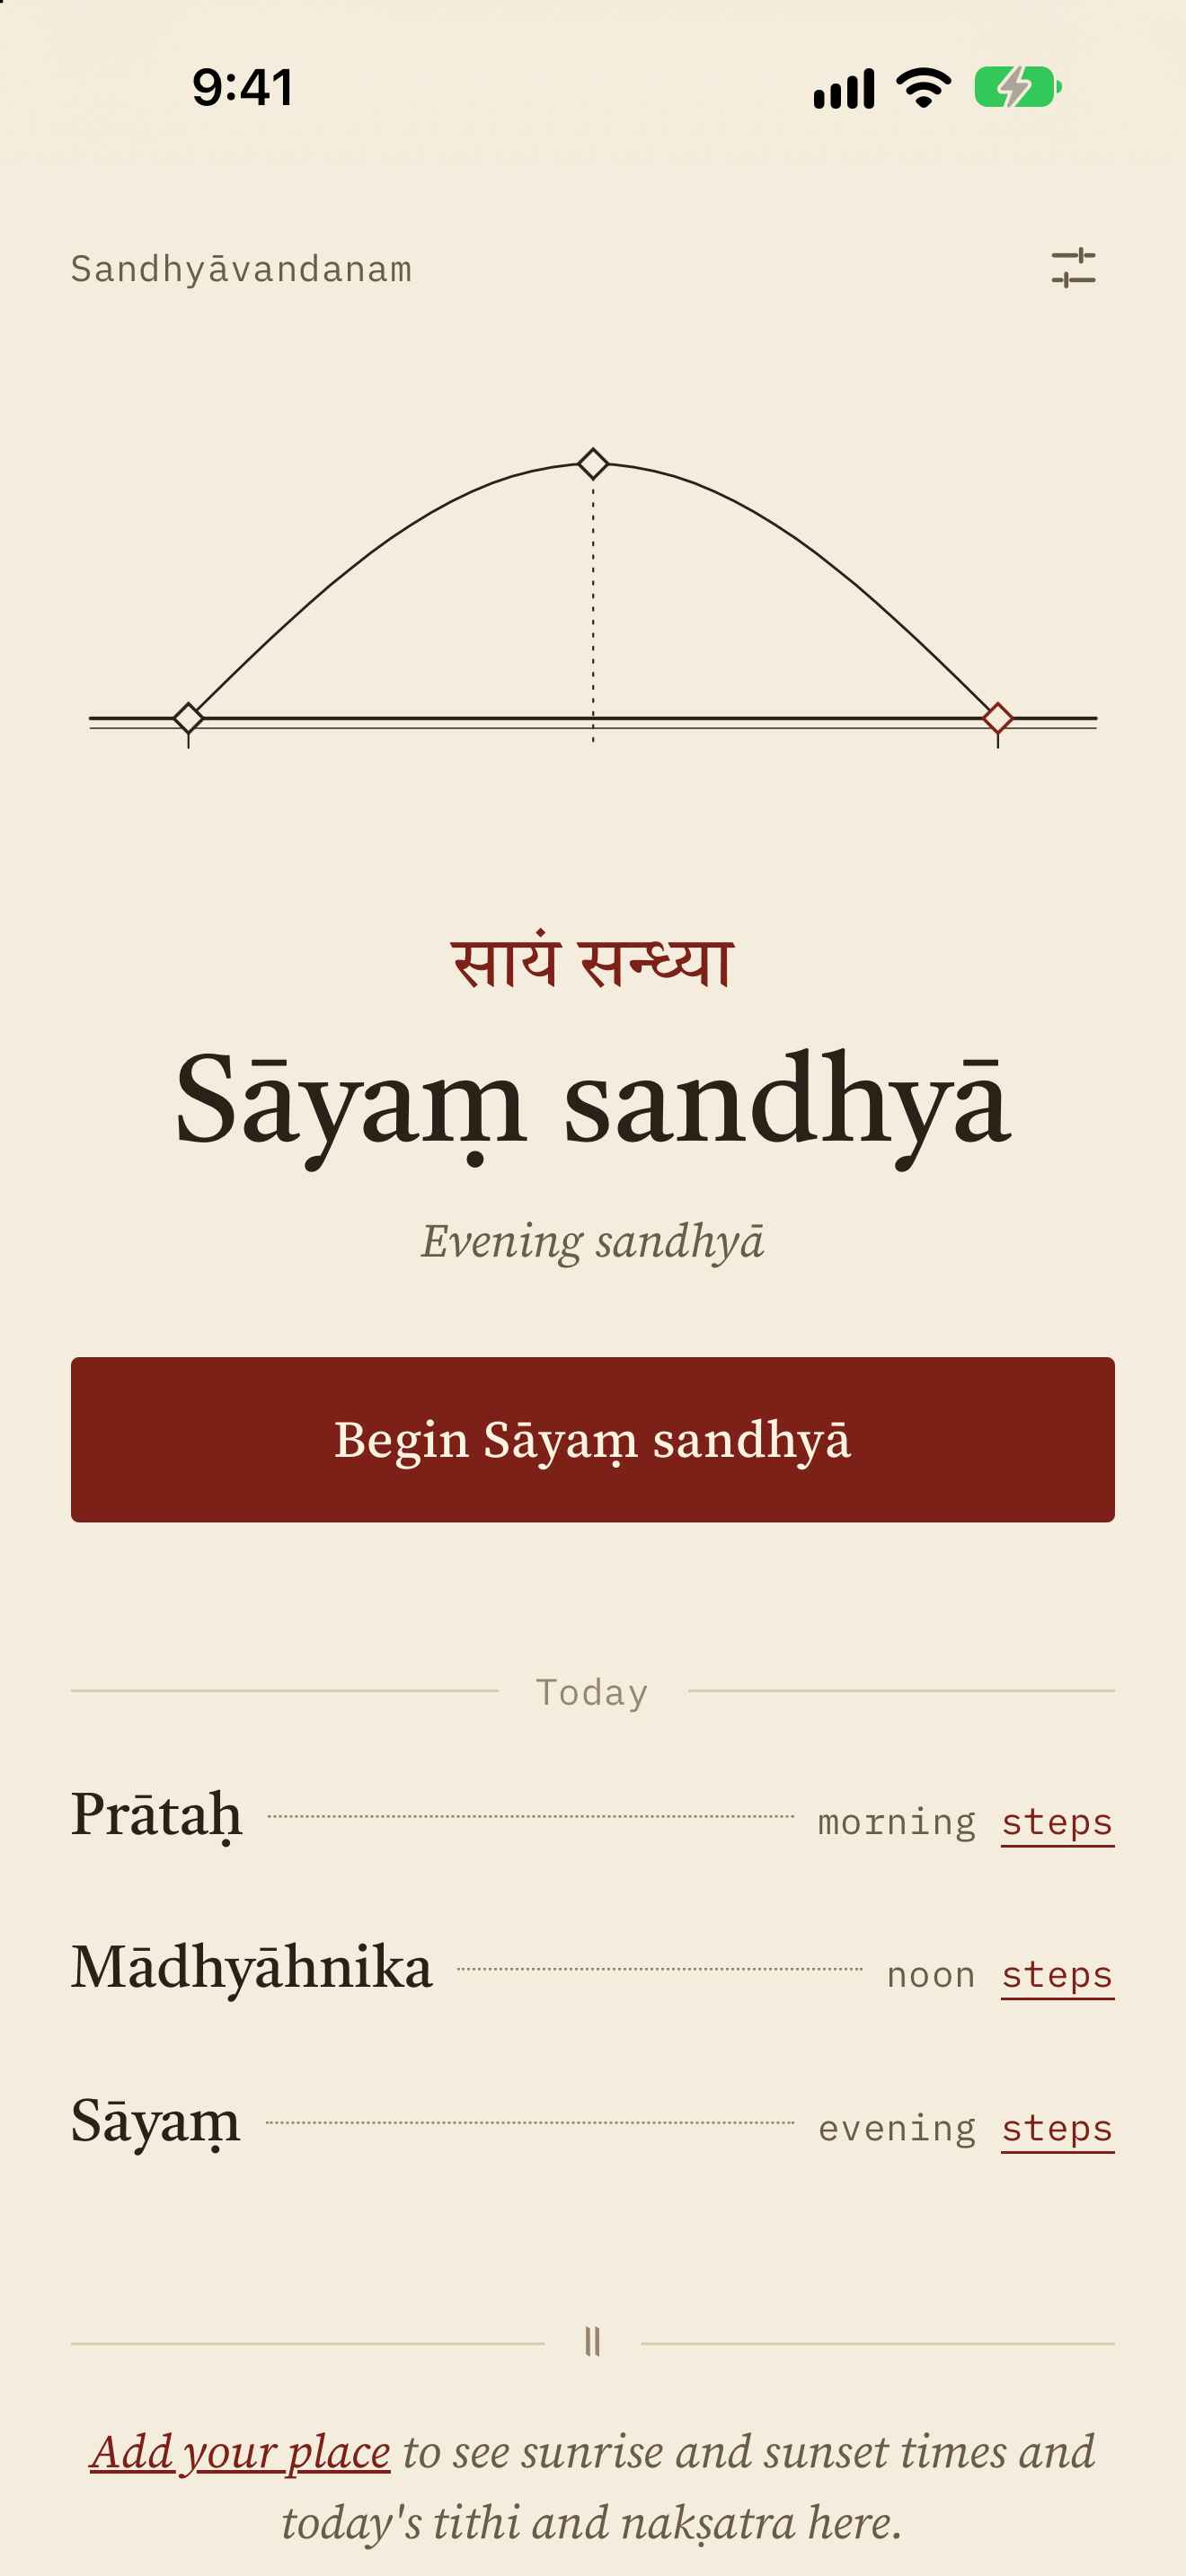 9:41
Sandhyāvandanam
सायं सन्ध्या
Sāyaṃ sandhyā
Evening sandhyā
Begin Sāyaṃ sandhyā
Today
Prātaḥ morning steps
Mādhyāhnika noon steps
Sāyaṃ evening steps
॥
Add your place to see sunrise and sunset times and
today's tithi and nakṣatra here.